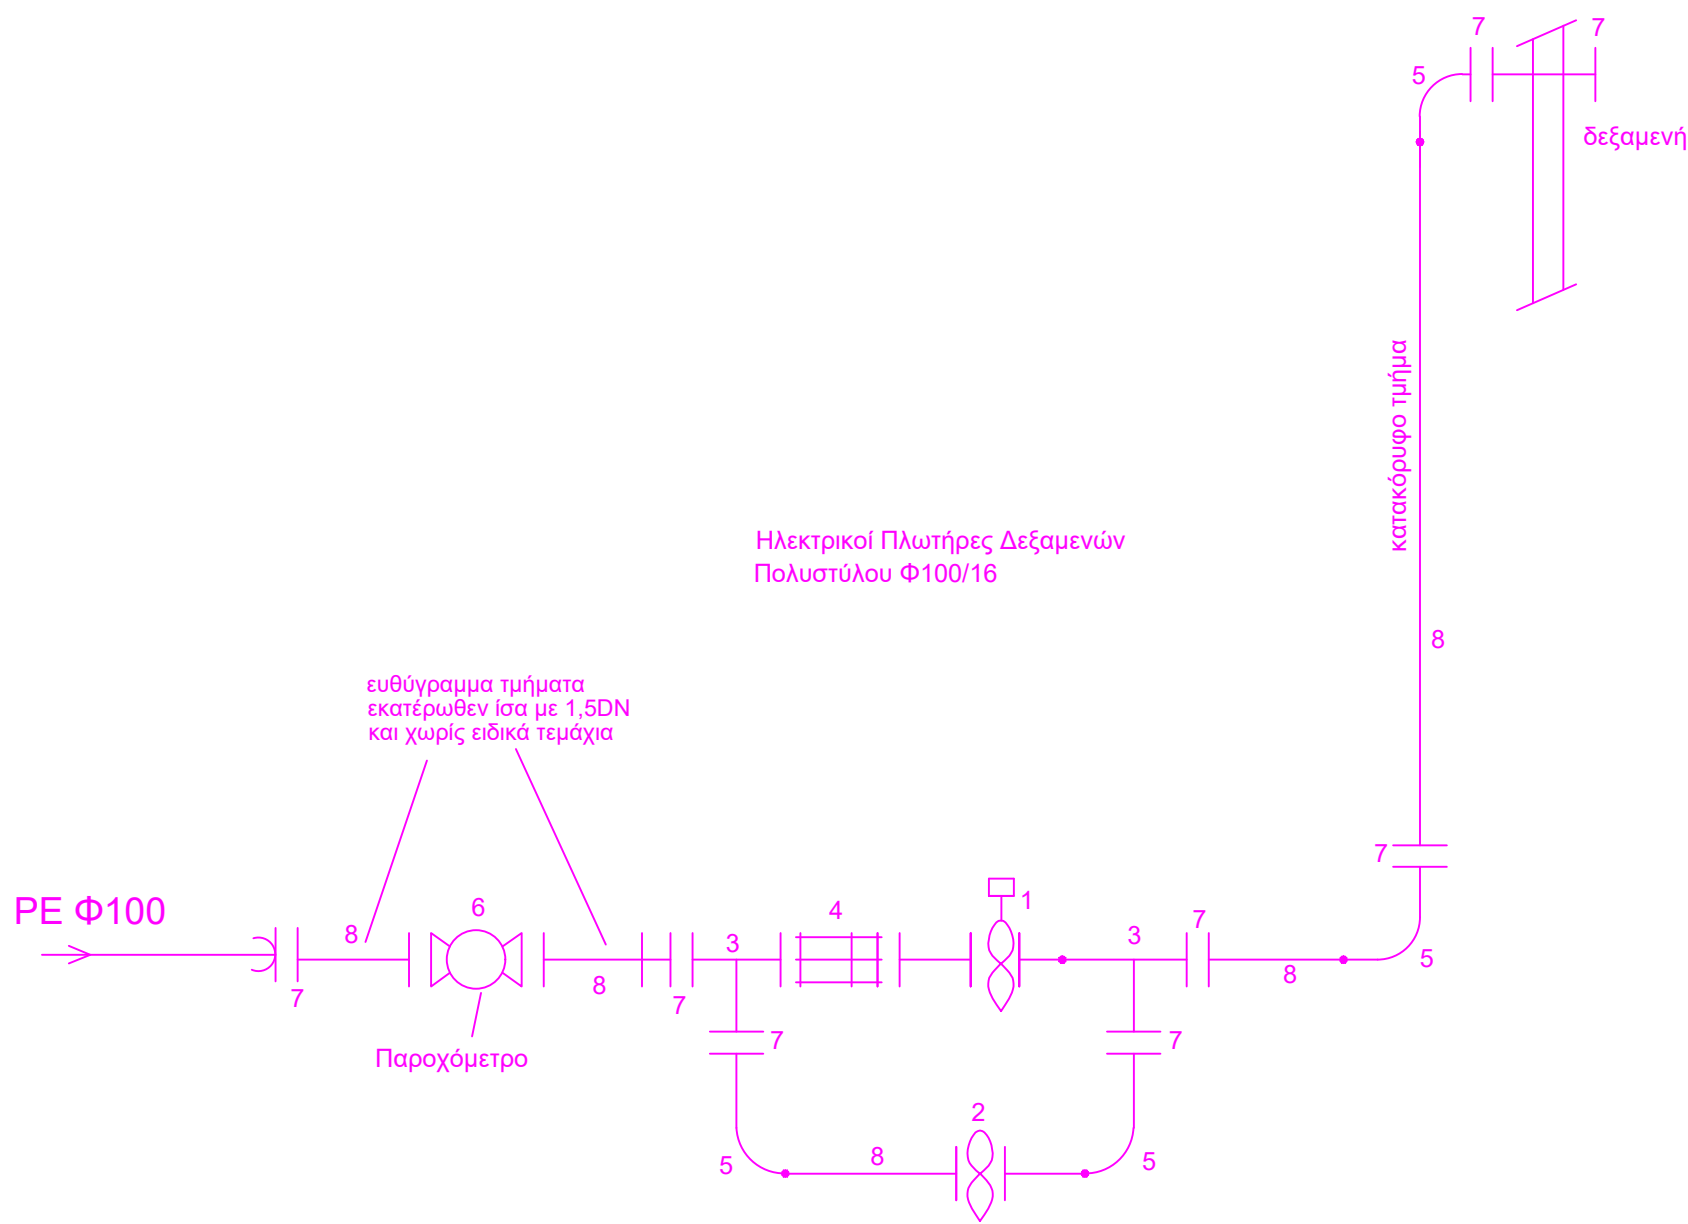 7
7
5
δεξαμενή
κατακόρυφο τμήμα
Ηλεκτρικοί Πλωτήρες Δεξαμενών
Πολυστύλου Φ100/16
8
ευθύγραμμα τμήματα
εκατέρωθεν ίσα με 1,5DN
και χωρίς ειδικά τεμάχια
7
PE Φ100
8
6
3
4
1
3
7
5
7
8
7
8
Παροχόμετρο
7
7
5
8
2
5